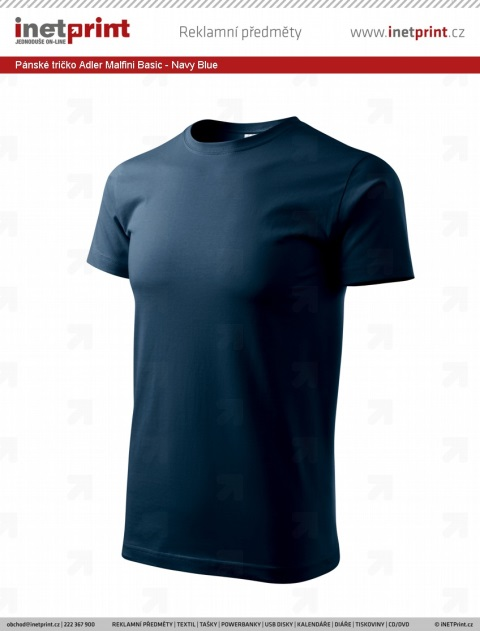 inetprint
JEDNODUŠE ON-LINE
Reklamní předměty
www.inetprint.cz
Pánské tričko Adler Malfini Basic - Navy Blue
obchod@inetprint.cz | 222 367 900
REKLAMNÍ PŘEDMĚTY | TEXTIL | TAŠKY | POWERBANKY | USB DISKY | KALENDÁŘE | DIÁŘE | TISKOVINY | CD/DVD
© INETPrint.cz